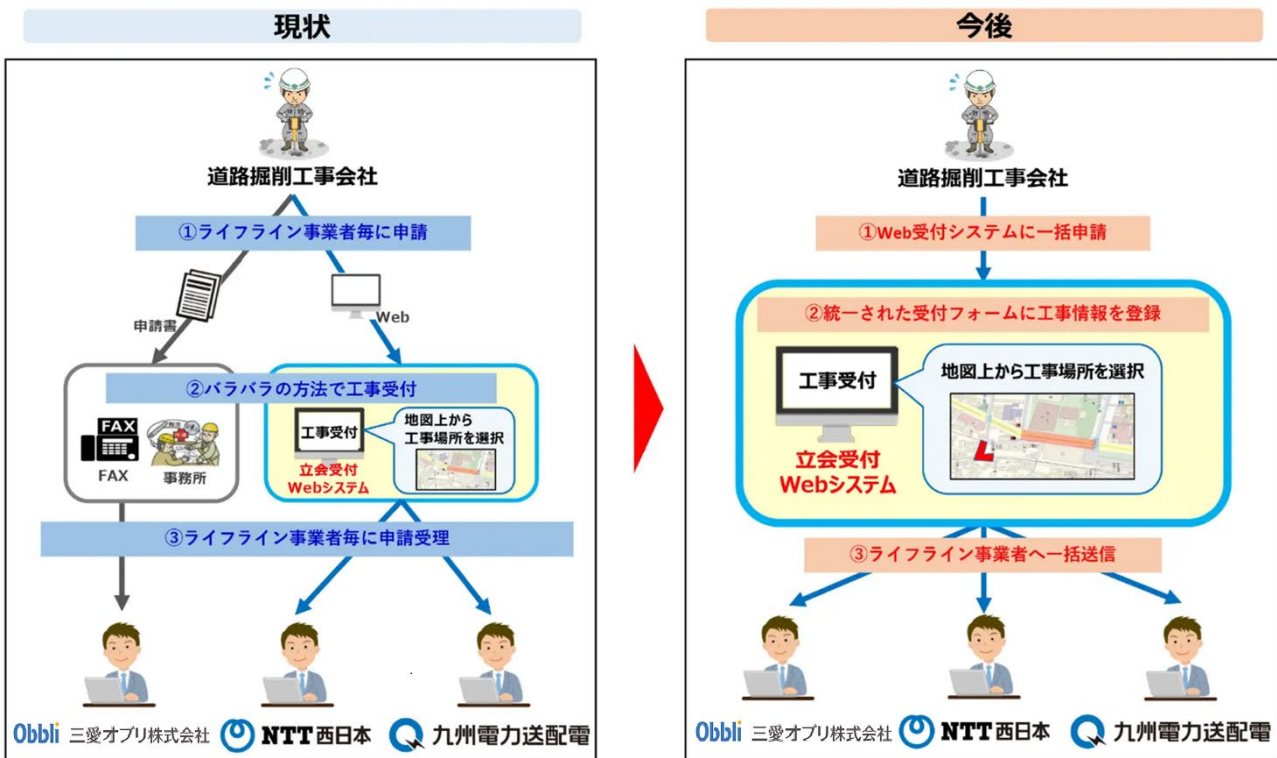 現状
道路掘削工事会社
①ライフライン事業者毎に申請
申請書
Web
②バラバラの方法で工事受付
FAX
FAX
事務所
工事受付
立会受付
Webシステム
地図上から
工事場所を選択
③ライフライン事業者毎に申請受理
Obbli 三愛オブリ株式会社
NTT西日本
九州電力送配電
今後
道路掘削工事会社
①Web受付システムに一括申請
②統一された受付フォームに工事情報を登録
工事受付
立会受付
Webシステム
地図上から工事場所を選択
③ライフライン事業者へ一括送信
Obbli 三愛オブリ株式会社
NTT西日本
九州電力送配電